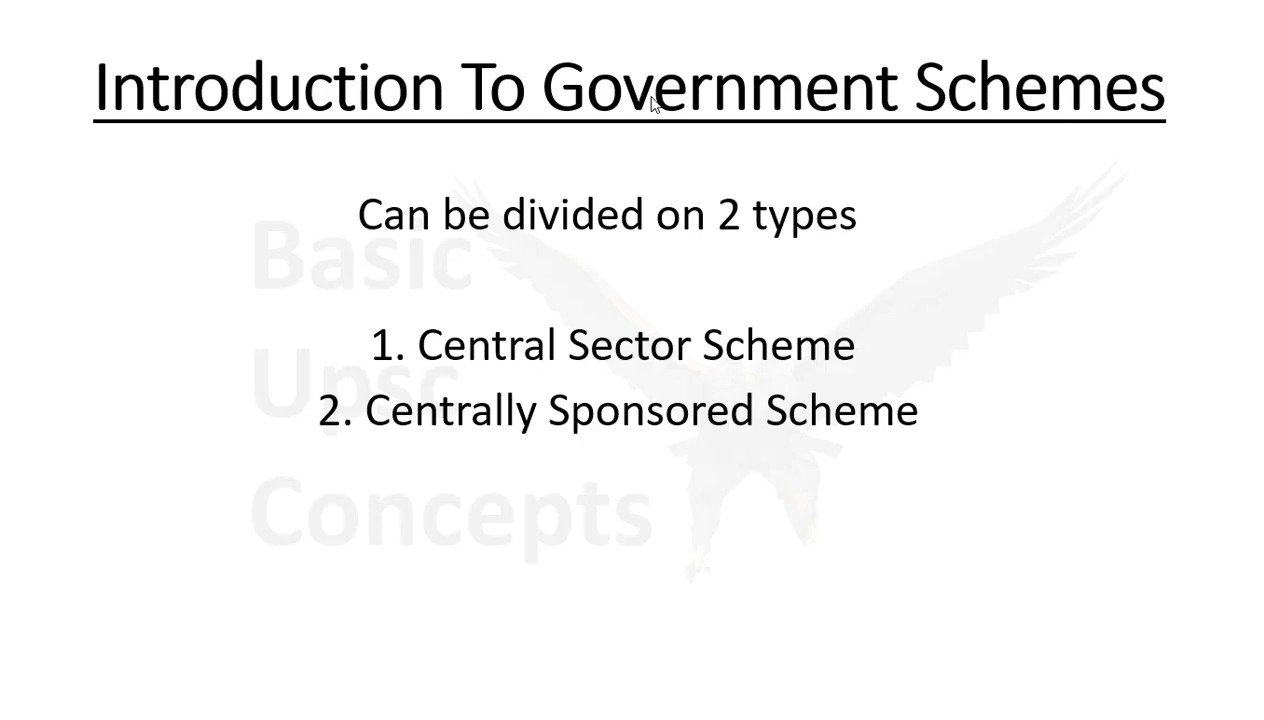 Introduction To Government Schemes
Can be divided on 2 types
Basic
1. Central Sector Scheme
Upsc
2. Centrally Sponsored Scheme
Concepts